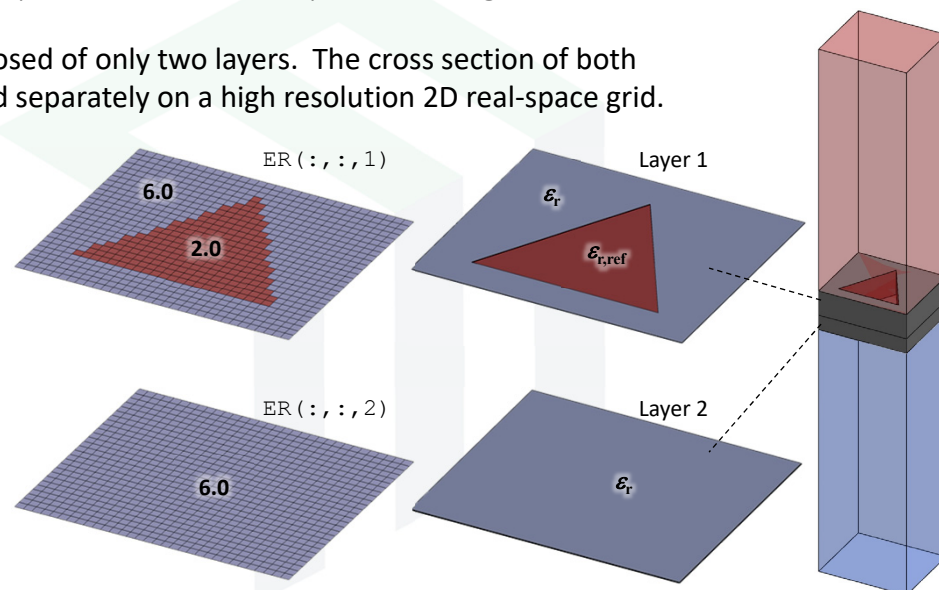 osed of only two layers.  The cross section of both
d separately on a high resolution 2D real-space grid.
ER(:,:,1)
Layer 1
6.0
2.0
εr
εr,ref
ER(:,:,2)
Layer 2
6.0
εr